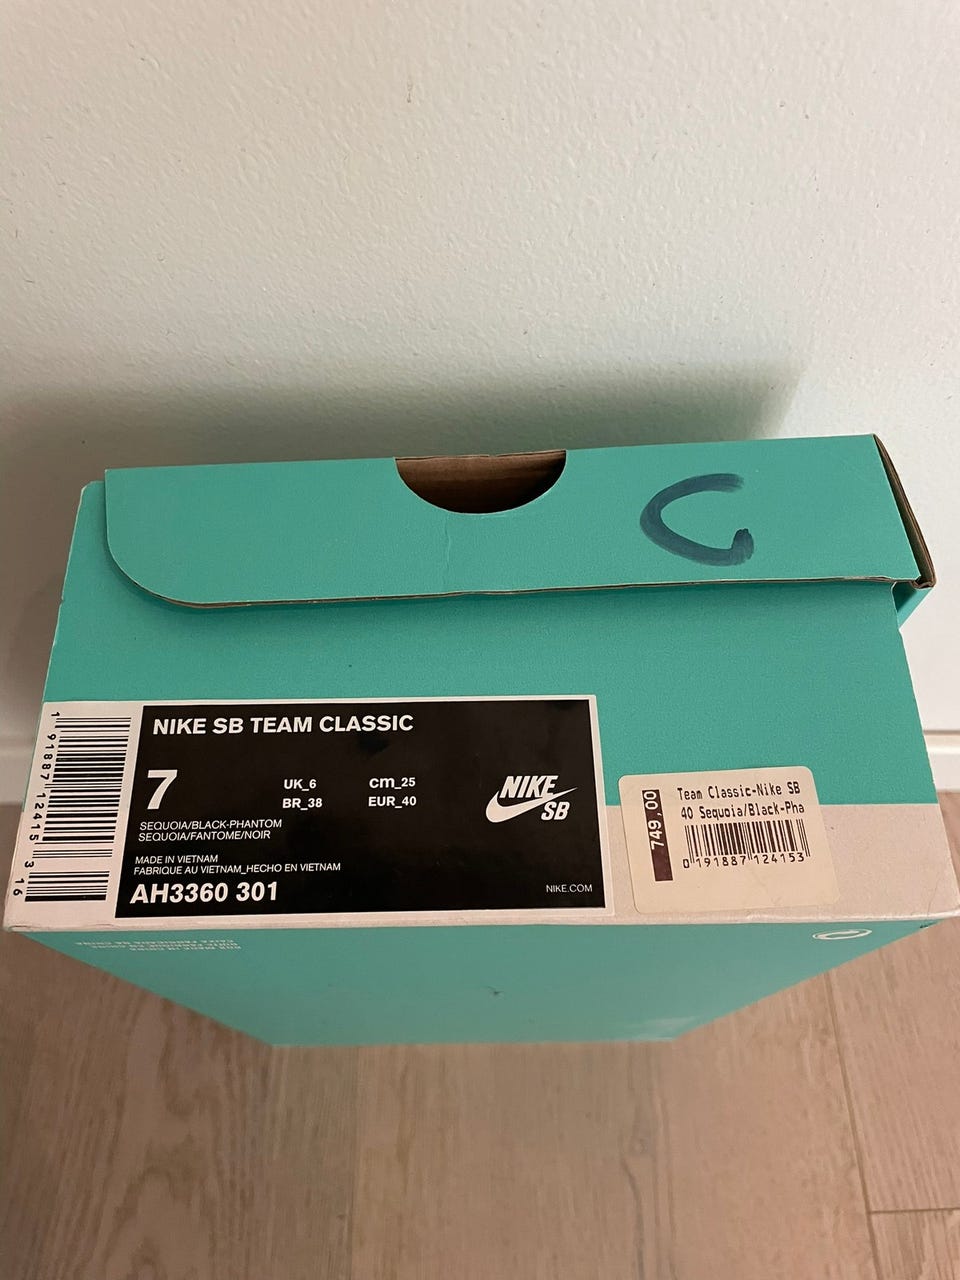 C
NIKE SB TEAM CLASSIC
7
UK_6
cm_25
BR_38
EUR_40
SEQUOIA/BLACK-PHANTOM
SEQUOIA/FANTOME/NOIR
MADE IN VIETNAM
FABRIQUE AU VIETNAM_HECHO EN VIETNAM
AH3360 301
NIKE
SB
NIKE.COM
1 91887 12415 3 16
749,00
Team Classic-Nike SB
40 Sequoia/Black-Pha
0 191887 124153